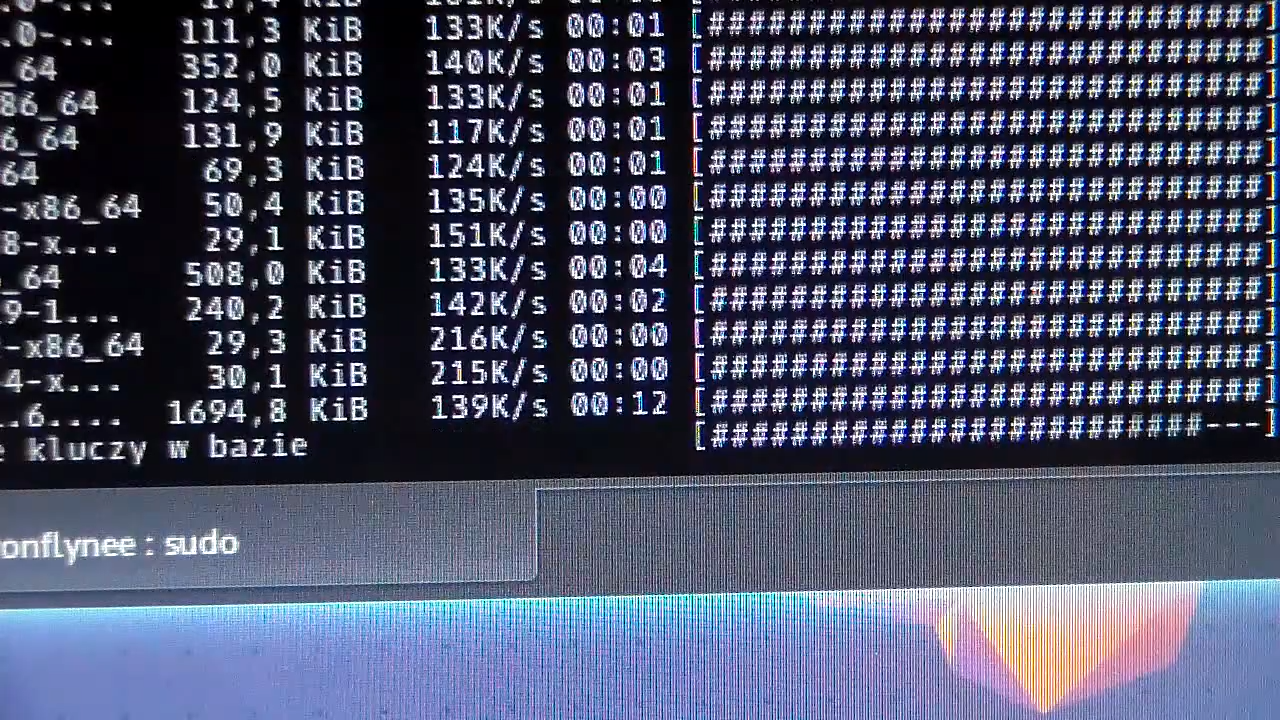 111,3 KiB 133K/s 00:01 [################################]
_64 352,0 KiB 140K/s 00:03 [################################]
86_64 124,5 KiB 133K/s 00:01 [################################]
6_64 131,9 KiB 117K/s 00:01 [################################]
64 69,3 KiB 124K/s 00:01 [################################]
-x86_64 50,4 KiB 135K/s 00:00 [################################]
8-x... 29,1 KiB 151K/s 00:00 [################################]
_64 508,0 KiB 133K/s 00:04 [################################]
9-1... 240,2 KiB 142K/s 00:02 [################################]
-x86_64 29,3 KiB 216K/s 00:00 [################################]
4-x... 30,1 KiB 215K/s 00:00 [################################]
.6.... 1694,8 KiB 139K/s 00:12 [################################]
kluczy w bazie [############################---]
onflynee : sudo